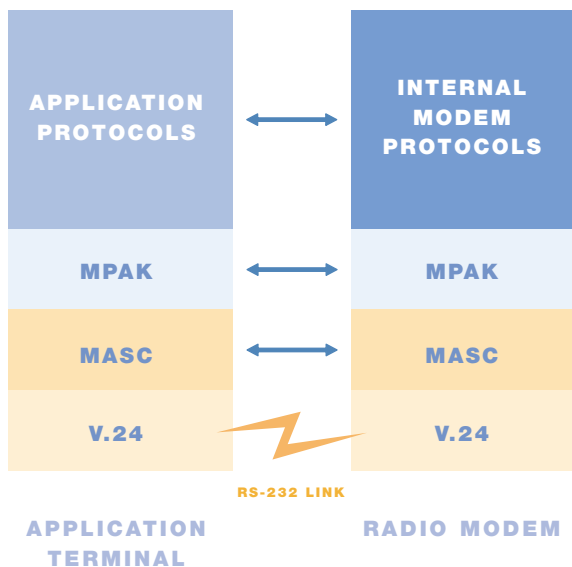 APPLICATION
PROTOCOLS
INTERNAL
MODEM
PROTOCOLS
MPAK
MPAK
MASC
MASC
V.24
V.24
RS-232 LINK
APPLICATION
TERMINAL
RADIO MODEM